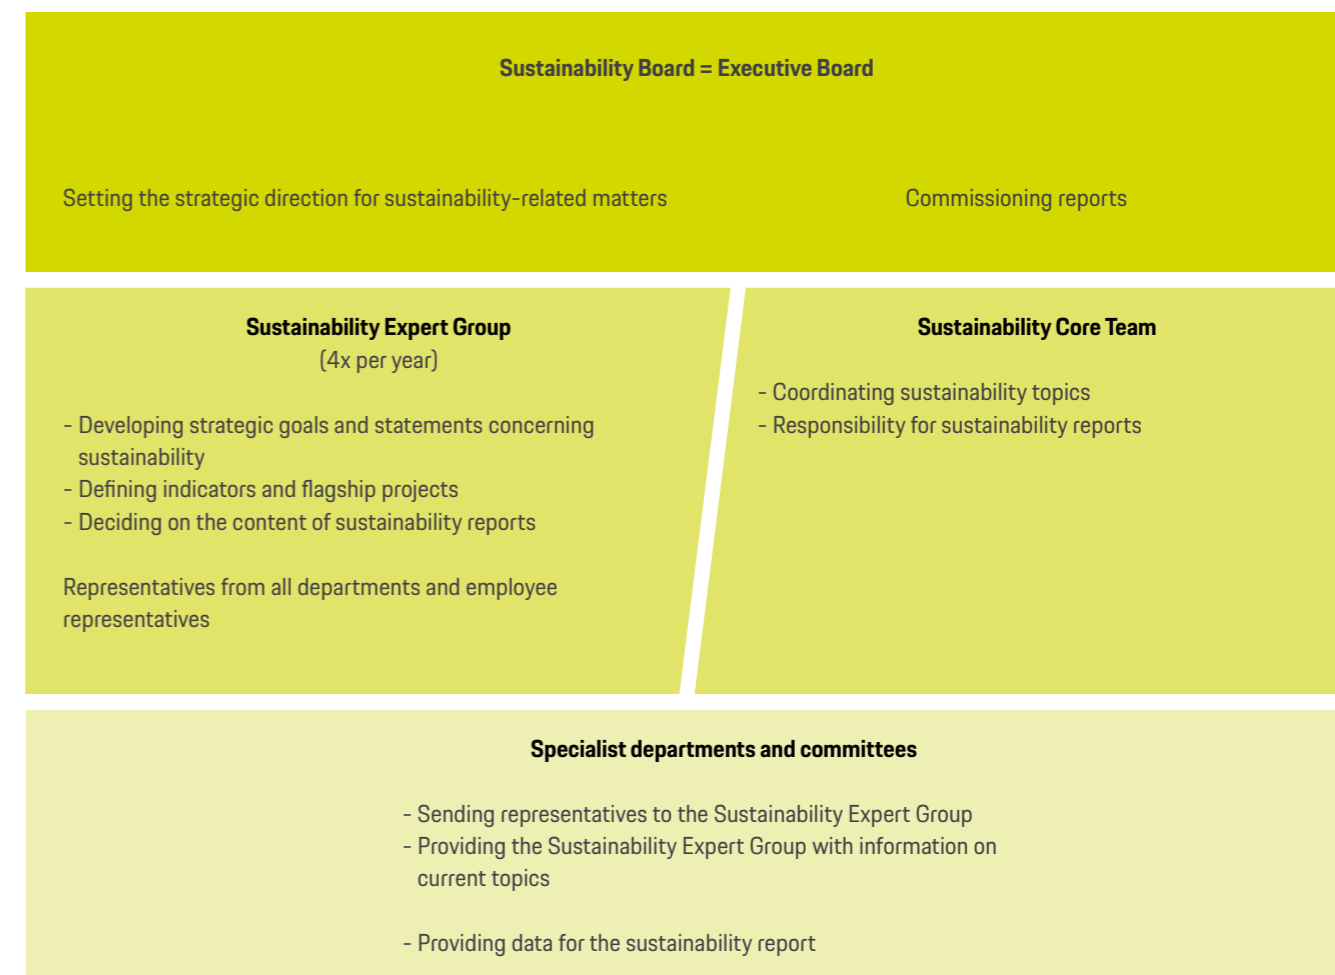 Sustainability Board = Executive Board
Setting the strategic direction for sustainability-related matters
Commissioning reports
Sustainability Expert Group
(4x per year)
- Developing strategic goals and statements concerning
sustainability
- Defining indicators and flagship projects
- Deciding on the content of sustainability reports
Representatives from all departments and employee
representatives
Sustainability Core Team
- Coordinating sustainability topics
- Responsibility for sustainability reports
Specialist departments and committees
- Sending representatives to the Sustainability Expert Group
- Providing the Sustainability Expert Group with information on
current topics
- Providing data for the sustainability report